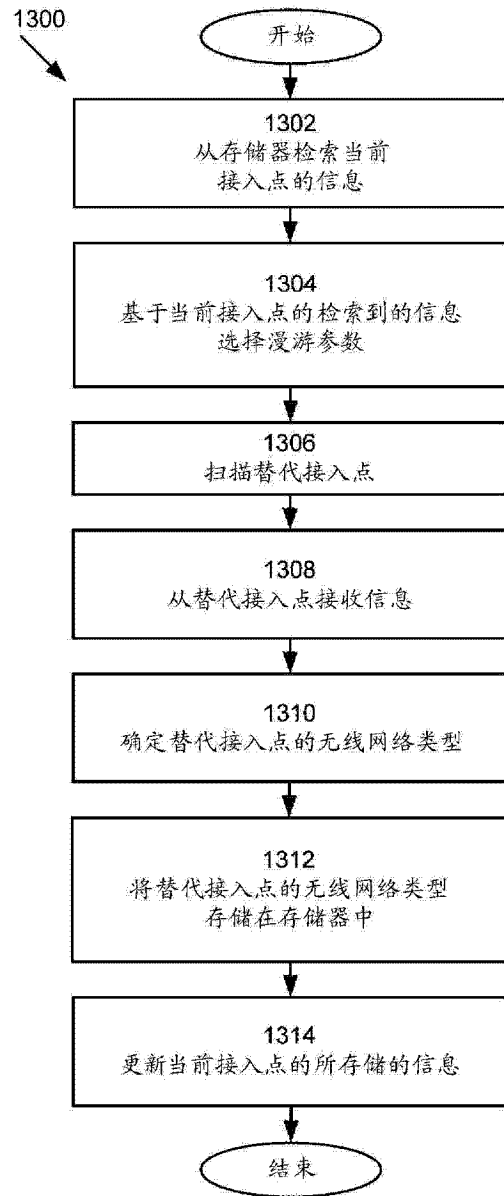 1300
开始
1302
从存储器检索当前
接入点的信息
1304
基于当前接入点的检索到的信息
选择漫游参数
1306
扫描替代接入点
1308
从替代接入点接收信息
1310
确定替代接入点的无线网络类型
1312
将替代接入点的无线网络类型
存储在存储器中
1314
更新当前接入点的所存储的信息
结束